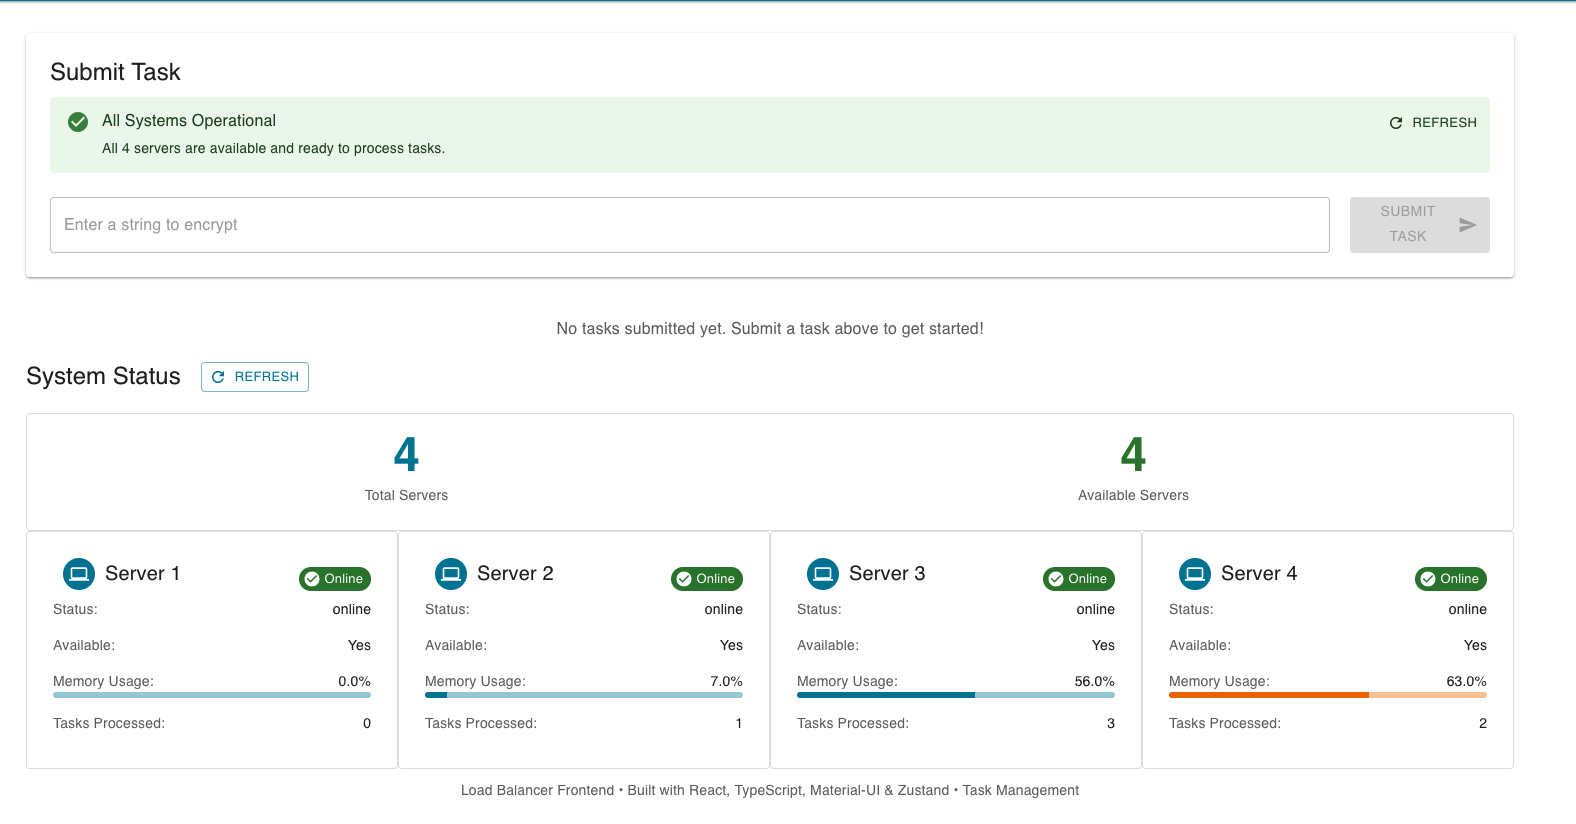 Submit Task
All Systems Operational
REFRESH
All 4 servers are available and ready to process tasks.
Enter a string to encrypt
SUBMIT
TASK
No tasks submitted yet. Submit a task above to get started!
System Status
REFRESH
4
Total Servers
4
Available Servers
Server 1
Online
Status: online
Available: Yes
Memory Usage: 0.0%
Tasks Processed: 0
Server 2
Online
Status: online
Available: Yes
Memory Usage: 7.0%
Tasks Processed: 1
Server 3
Online
Status: online
Available: Yes
Memory Usage: 56.0%
Tasks Processed: 3
Server 4
Online
Status: online
Available: Yes
Memory Usage: 63.0%
Tasks Processed: 2
Load Balancer Frontend • Built with React, TypeScript, Material-UI & Zustand • Task Management